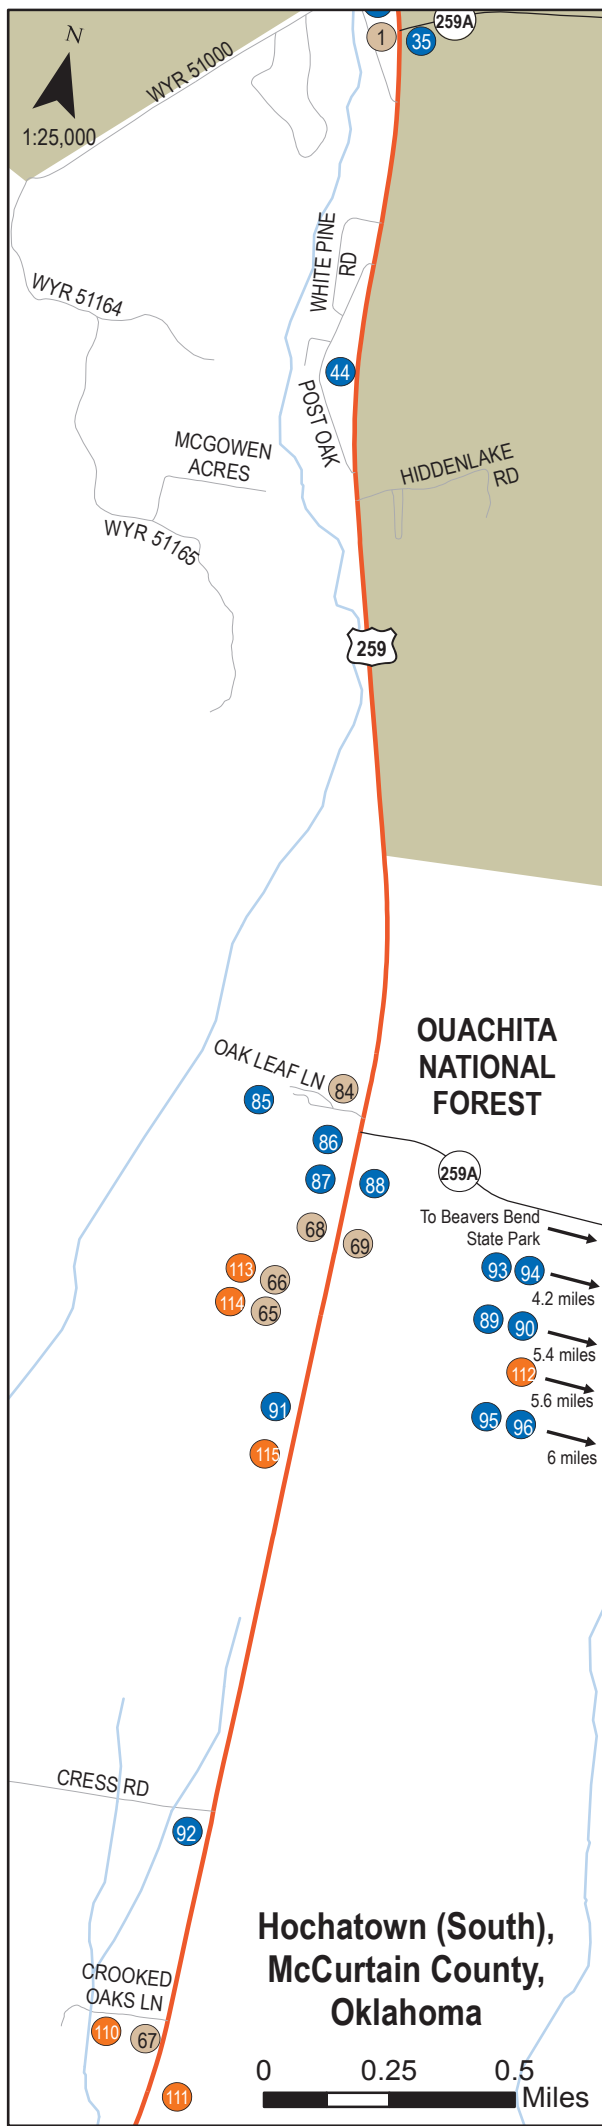 259A
1
35
N
WYR 51000
1:25,000
WHITE PINE
RD
WYR 51164
44
POST OAK
MCGOWEN
ACRES
HIDDENLAKE
RD
WYR 51165
259
OUACHITA
NATIONAL
FOREST
OAK LEAF LN
84
85
86
259A
87
88
To Beavers Bend
State Park
68
69
113
66
93
94
4.2 miles
114
65
89
90
5.4 miles
112
5.6 miles
91
95
96
6 miles
115
CRESS RD
92
Hochatown (South),
McCurtain County,
Oklahoma
CROOKED
OAKS LN
110
67
111
0
0.25
0.5
Miles